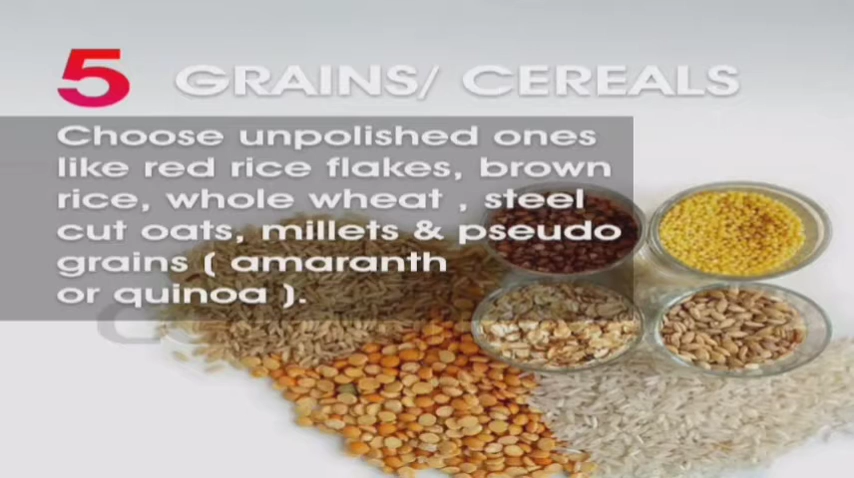 5 GRAINS/ CEREALS
Choose unpolished ones
like red rice flakes, brown
rice, whole wheat , steel
cut oats, millets & pseudo
grains ( amaranth
or quinoa ).